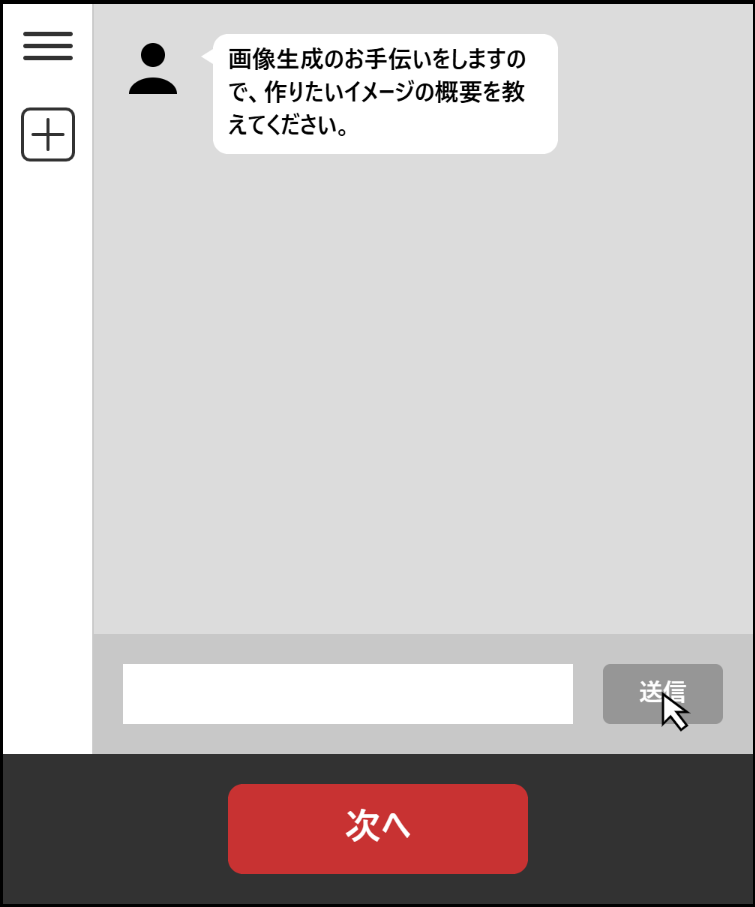 画像生成のお手伝いをしますの
で、作りたいイメージの概要を教
えてください。
送信
次へ